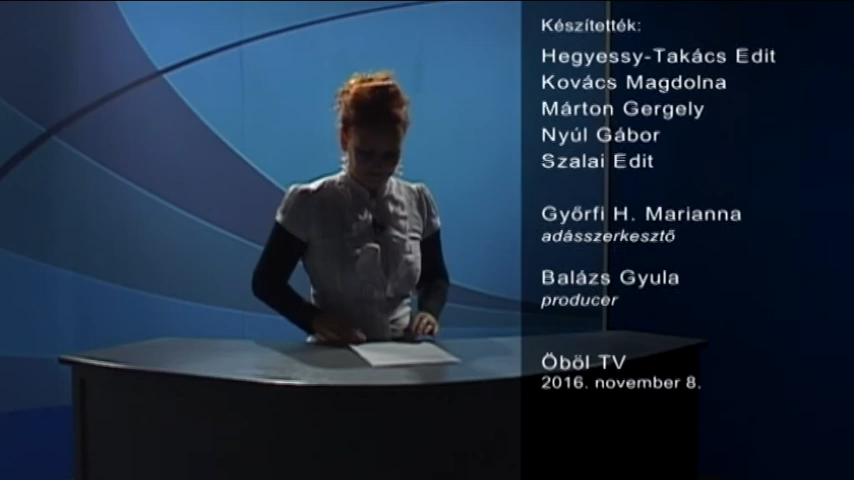 Készítették:
Hegyessy-Takács Edit
Kovács Magdolna
Márton Gergely
Nyúl Gábor
Szalai Edit
Győrfi H. Marianna
adásszerkesztő
Balázs Gyula
producer
Öböl TV
2016. november 8.